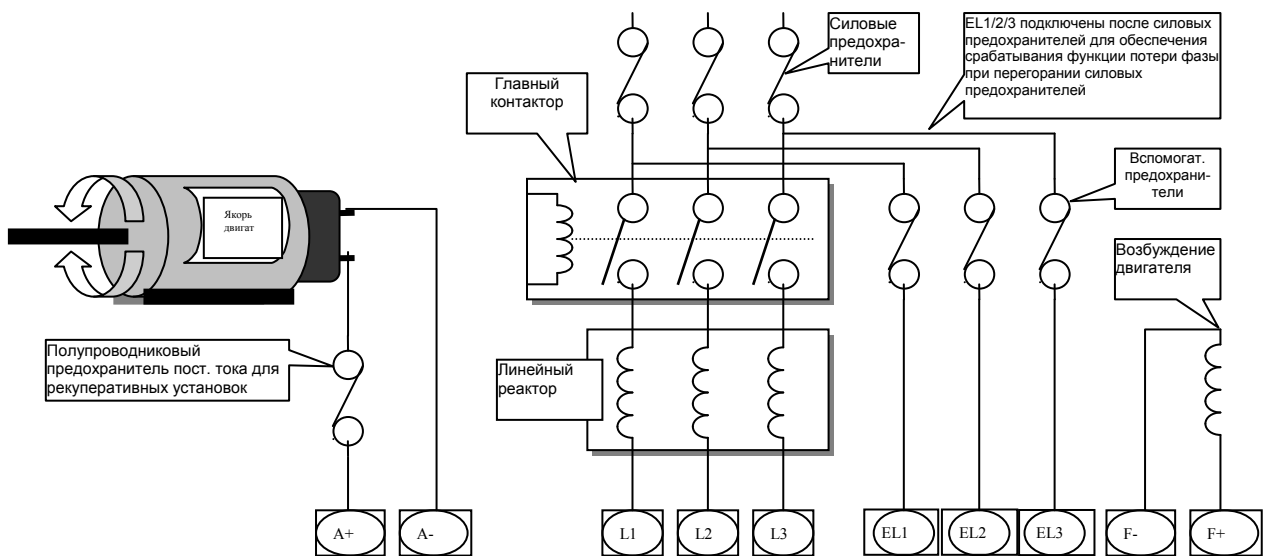 Силовые
предохра-
нители
EL1/2/3 подключены после силовых
предохранителей для обеспечения
срабатывания функции потери фазы
при перегорании силовых
предохранителей
Главный
контактор
Вспомогат.
предохрани-
тели
Якорь
двигат
Возбуждение
двигателя
Полупроводниковый
предохранитель пост. тока для
рекуперативных установок
Линейный
реактор
A+
A-
L1
L2
L3
EL1
EL2
EL3
F-
F+